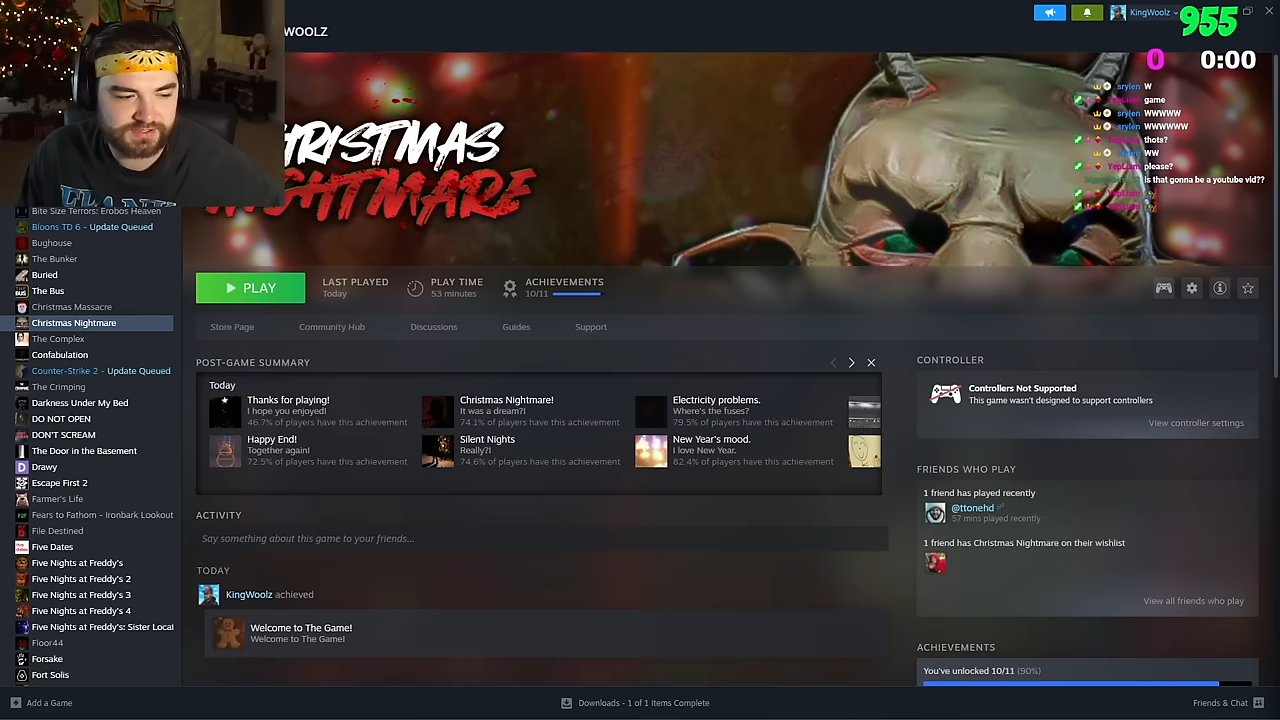 WOOLZ
KingWoolz
955
0 0:00
srylen W
YepLiam game
srylen WWWWW
srylen WWWWWW
YepLiam thots?
srylen WW
YepLiam please?
is that gonna be a youtube vid??
YepLiam
YepLiam
CHRISTMAS
NIGHTMARE
Bite Size Terrors: Erobos Heaven
Bloons TD 6 - Update Queued
Bughouse
The Bunker
Buried
The Bus
Christmas Massacre
Christmas Nightmare
The Complex
Confabulation
Counter-Strike 2 - Update Queued
The Crimping
Darkness Under My Bed
DO NOT OPEN
DON'T SCREAM
The Door in the Basement
Drawy
Escape First 2
Farmer's Life
Fears to Fathom - Ironbark Lookout
File Destined
Five Dates
Five Nights at Freddy's
Five Nights at Freddy's 2
Five Nights at Freddy's 3
Five Nights at Freddy's 4
Five Nights at Freddy's: Sister Locat
Floor44
Forsake
Fort Solis
PLAY
LAST PLAYED
Today
PLAY TIME
53 minutes
ACHIEVEMENTS
10/11
Store Page Community Hub Discussions Guides Support
POST-GAME SUMMARY
Today
Thanks for playing!
I hope you enjoyed!
46.7% of players have this achievement
Christmas Nightmare!
It was a dream?!
74.1% of players have this achievement
Electricity problems.
Where's the fuses?
79.5% of players have this achievement
Happy End!
Together again!
72.5% of players have this achievement
Silent Nights
Really?!
74.6% of players have this achievement
New Year's mood.
I love New Year.
82.4% of players have this achievement
ACTIVITY
Say something about this game to your friends...
TODAY
KingWoolz achieved
Welcome to The Game!
Welcome to The Game!
CONTROLLER
Controllers Not Supported
This game wasn't designed to support controllers
View controller settings
FRIENDS WHO PLAY
1 friend has played recently
@ttonehd
57 mins played recently
1 friend has Christmas Nightmare on their wishlist
View all friends who play
ACHIEVEMENTS
You've unlocked 10/11 (90%)
Add a Game
Downloads - 1 of 1 Items Complete
Friends & Chat